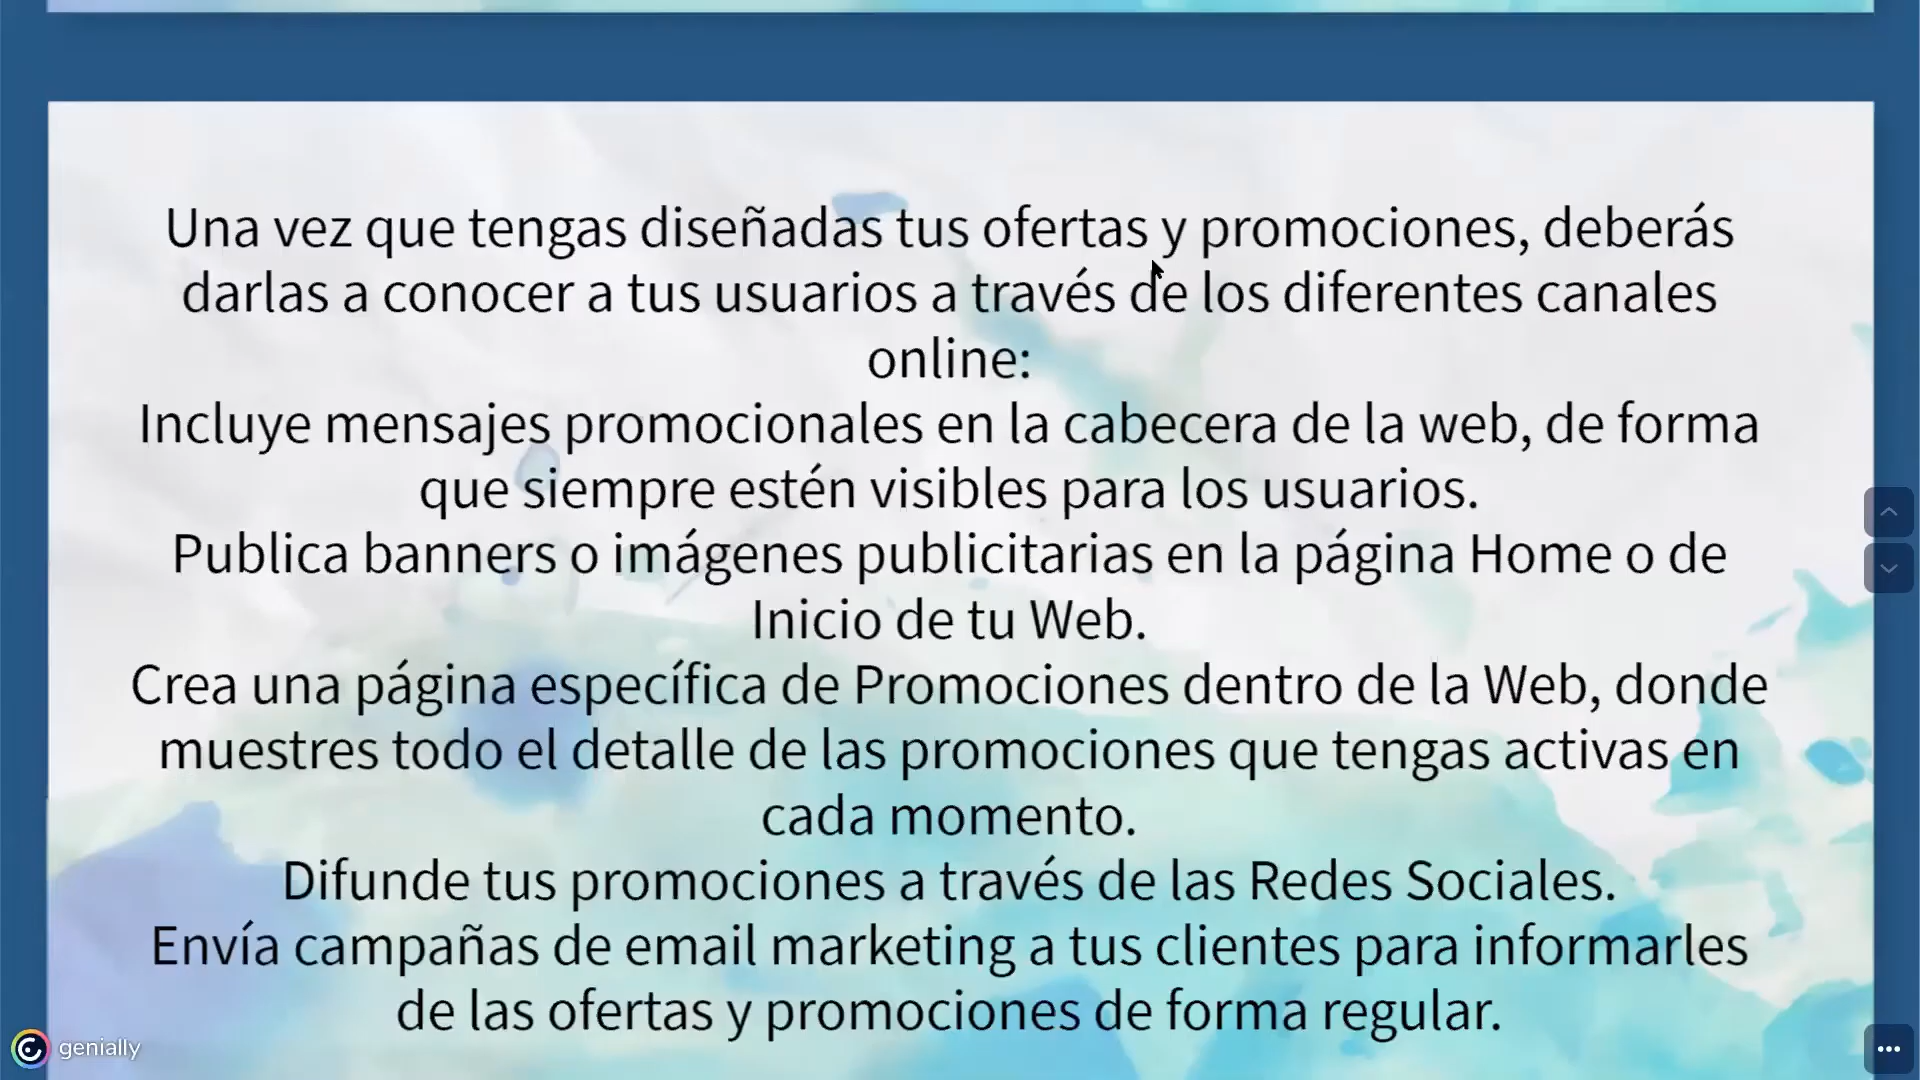 Una vez que tengas diseñadas tus ofertas y promociones, deberás
darlas a conocer a tus usuarios a través de los diferentes canales
online:
Incluye mensajes promocionales en la cabecera de la web, de forma
que siempre estén visibles para los usuarios.
Publica banners o imágenes publicitarias en la página Home o de
Inicio de tu Web.
Crea una página específica de Promociones dentro de la Web, donde
muestres todo el detalle de las promociones que tengas activas en
cada momento.
Difunde tus promociones a través de las Redes Sociales.
Envía campañas de email marketing a tus clientes para informarles
de las ofertas y promociones de forma regular.
genially